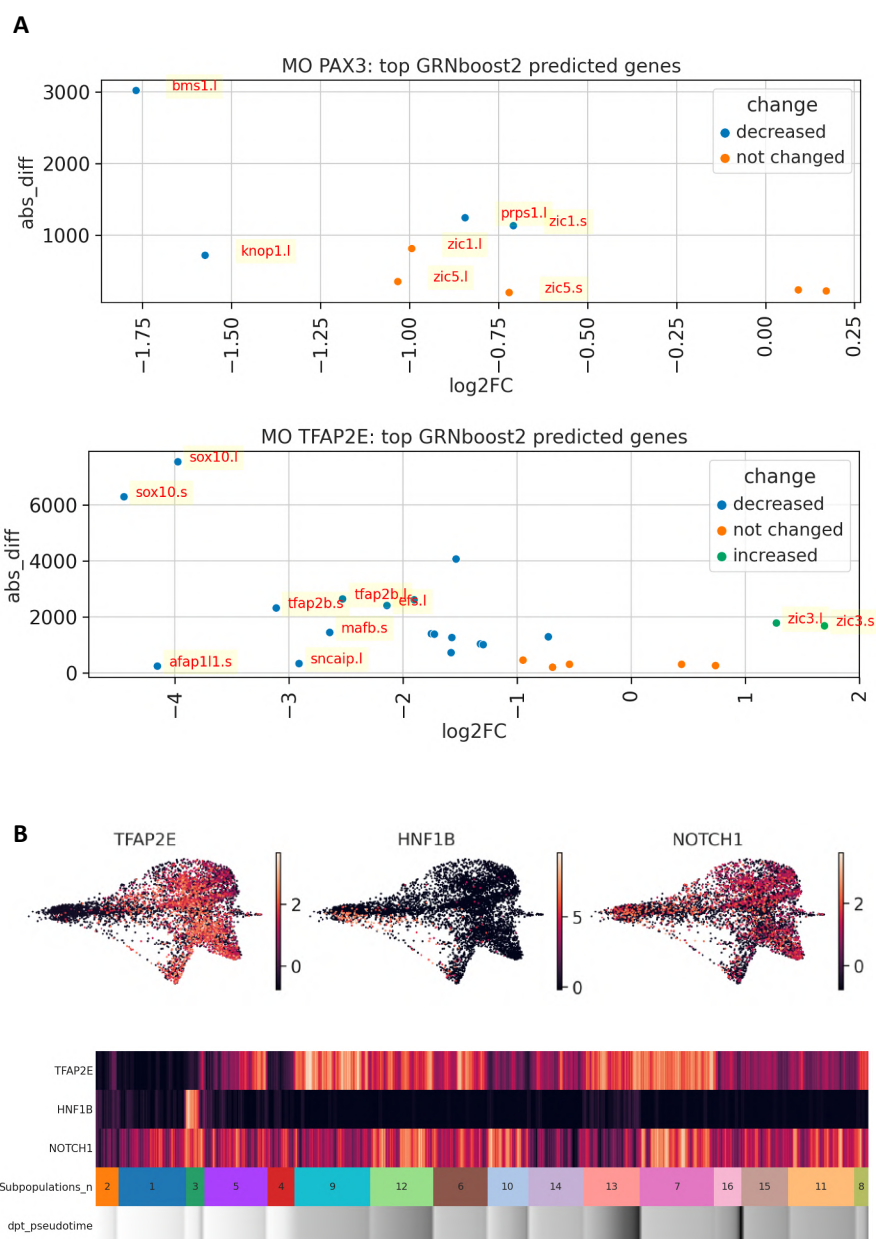 A
MO PAX3: top GRNboost2 predicted genes
3000
2000
1000
abs_diff
bms1.l
knop1.l
prps1.l
zic1.s
zic1.l
zic5.l
zic5.s
change
decreased
not changed
−1.75
−1.50
−1.25
−1.00
−0.75
−0.50
−0.25
0.00
0.25
log2FC
MO TFAP2E: top GRNboost2 predicted genes
6000
4000
2000
0
abs_diff
sox10.l
sox10.s
tfap2b.s
tfap2b.l
efs.l
mafb.s
afap1l1.s
sncaip.l
zic3.l
zic3.s
change
decreased
not changed
increased
−4
−3
−2
−1
0
1
2
log2FC
B
TFAP2E
2
0
HNF1B
5
0
NOTCH1
2
0
TFAP2E
HNF1B
NOTCH1
Subpopulations_n 2 1 3 5 4 9 12 6 10 14 13 7 16 15 11 8
dpt_pseudotime